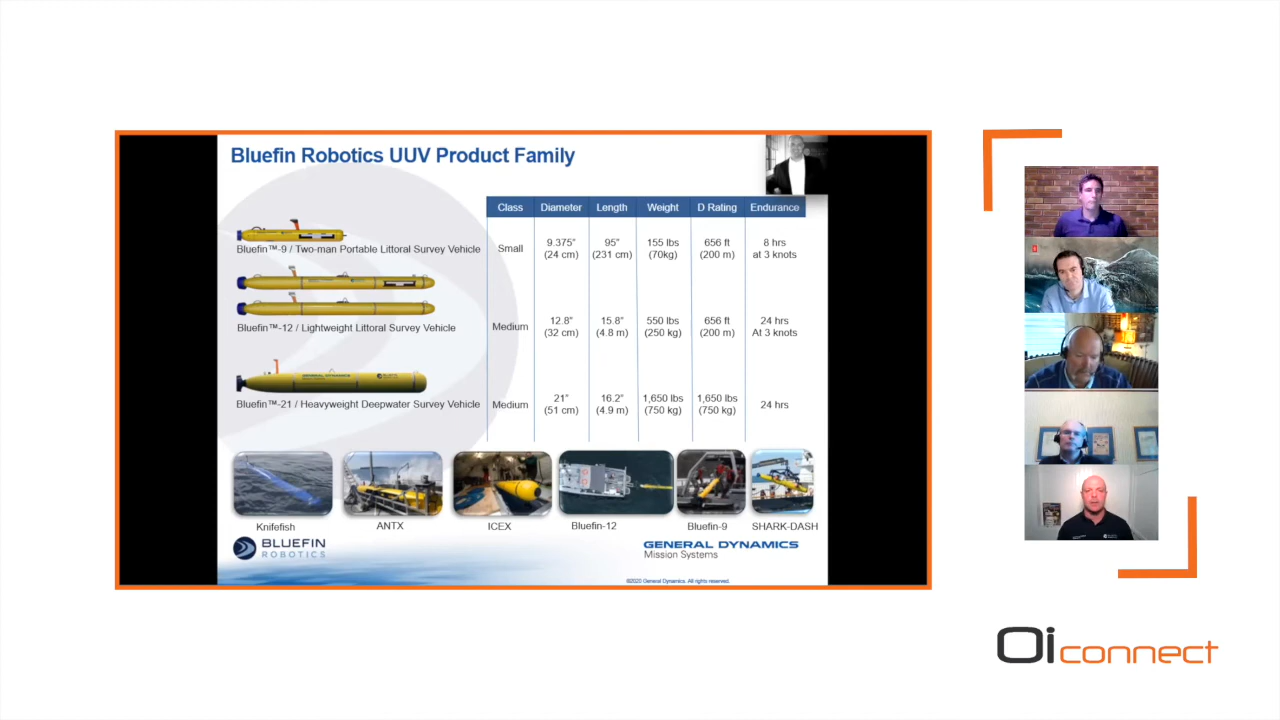 Bluefin Robotics UUV Product Family
Class Diameter Length Weight D Rating Endurance
Bluefin™-9 / Two-man Portable Littoral Survey Vehicle
Small
9.375" 95" 155 lbs 656 ft 8 hrs
(24 cm) (231 cm) (70kg) (200 m) at 3 knots
Bluefin™-12 / Lightweight Littoral Survey Vehicle
Medium
12.8" 15.8" 550 lbs 656 ft 24 hrs
(32 cm) (4.8 m) (250 kg) (200 m) At 3 knots
GENERAL DYNAMICS
Bluefin™-21 / Heavyweight Deepwater Survey Vehicle
Medium
21" 16.2" 1,650 lbs 1,650 lbs 24 hrs
(51 cm) (4.9 m) (750 kg) (750 kg)
Knifefish ANTX ICEX Bluefin-12 Bluefin-9 SHARK-DASH
BLUEFIN
ROBOTICS
GENERAL DYNAMICS
Mission Systems
©2020 General Dynamics. All rights reserved.
Oi connect